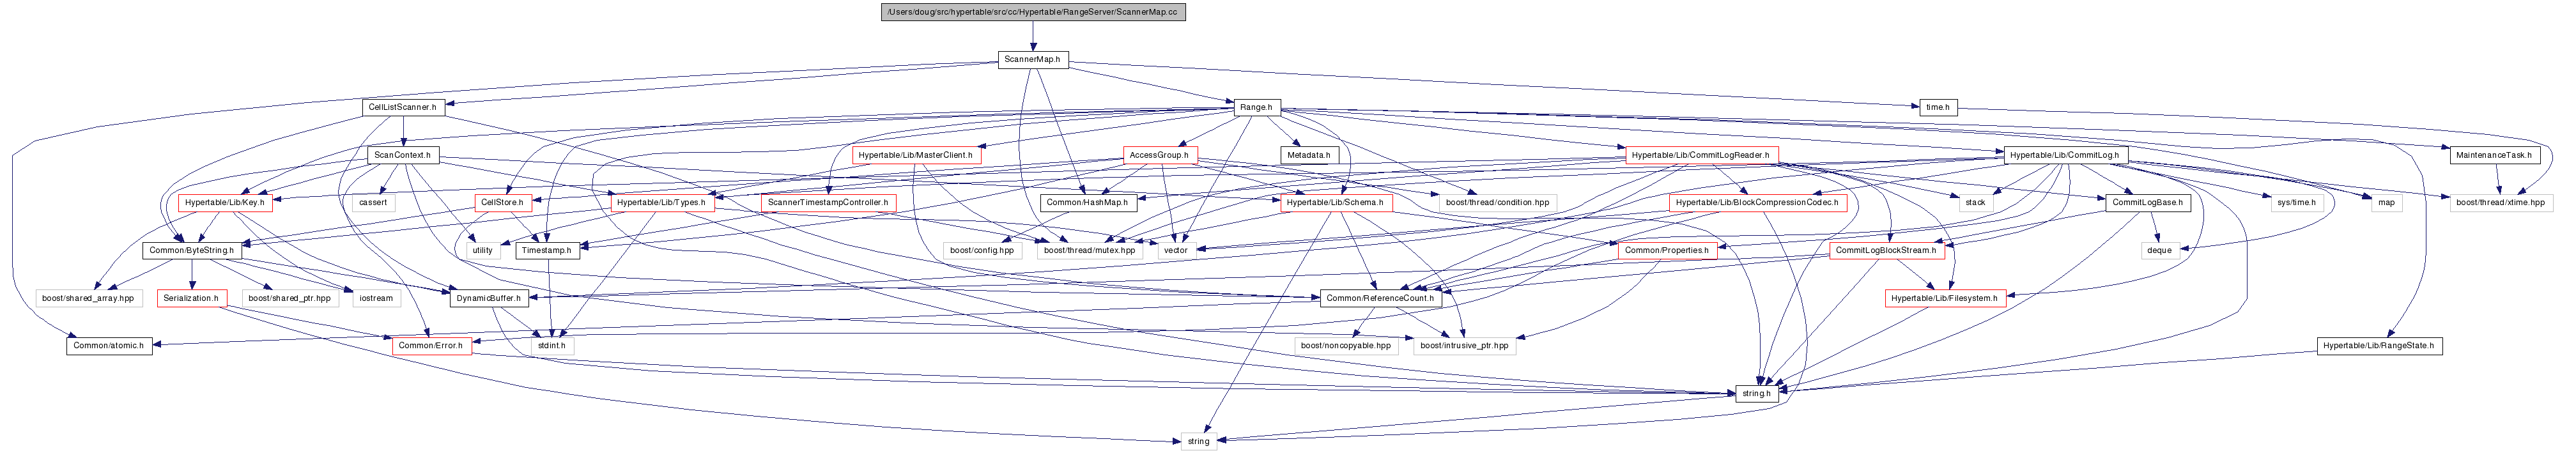 /Users/doug/src/hypertable/src/cc/Hypertable/RangeServer/ScannerMap.cc
ScannerMap.h
CellListScanner.h
Range.h
time.h
ScanContext.h
Hypertable/Lib/MasterClient.h
AccessGroup.h
Metadata.h
Hypertable/Lib/CommitLogReader.h
Hypertable/Lib/CommitLog.h
MaintenanceTask.h
Hypertable/Lib/Key.h
cassert
CellStore.h
Hypertable/Lib/Types.h
ScannerTimestampController.h
Common/HashMap.h
Hypertable/Lib/Schema.h
boost/thread/condition.hpp
Hypertable/Lib/BlockCompressionCodec.h
stack
CommitLogBase.h
sys/time.h
map
boost/thread/xtime.hpp
Common/ByteString.h
utility
Timestamp.h
boost/config.hpp
boost/thread/mutex.hpp
vector
Common/Properties.h
CommitLogBlockStream.h
deque
boost/shared_array.hpp
Serialization.h
boost/shared_ptr.hpp
iostream
DynamicBuffer.h
Common/ReferenceCount.h
Hypertable/Lib/Filesystem.h
Common/atomic.h
Common/Error.h
stdint.h
boost/noncopyable.hpp
boost/intrusive_ptr.hpp
Hypertable/Lib/RangeState.h
string.h
string